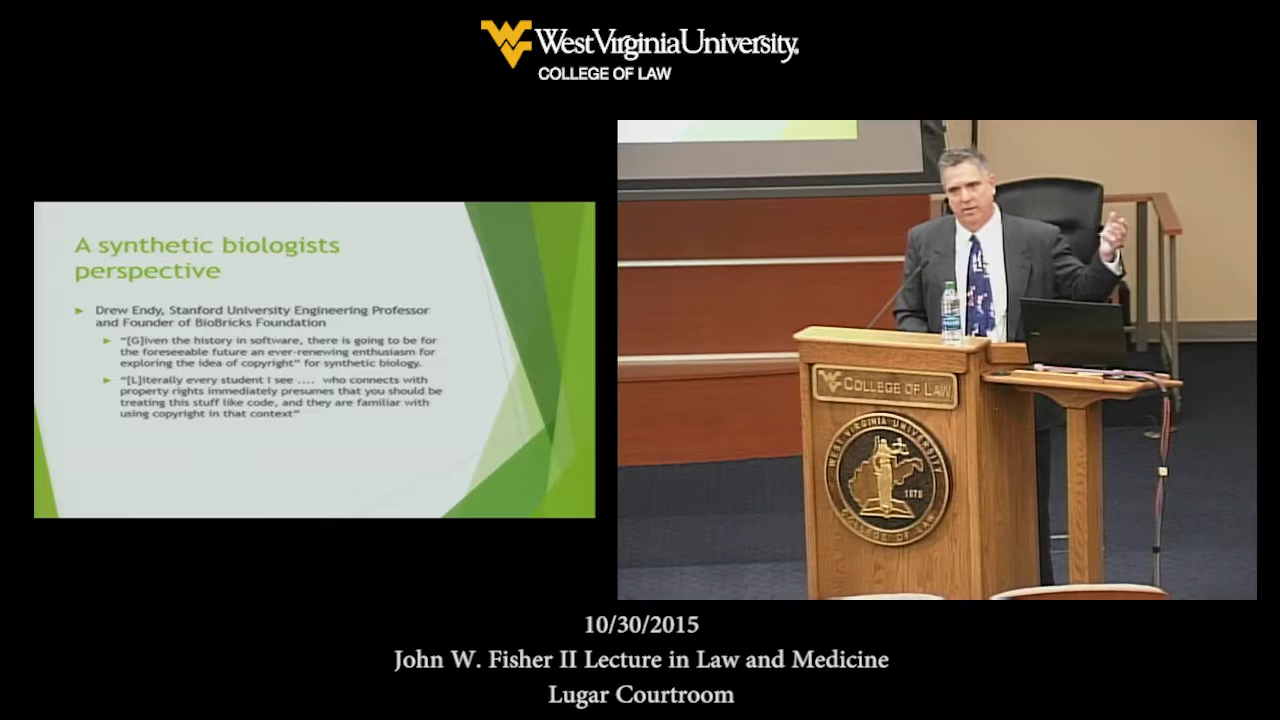 WestVirginiaUniversity.
COLLEGE OF LAW
A synthetic biologists
perspective
Drew Endy, Stanford University Engineering Professor
and Founder of BioBricks Foundation
"[G]iven the history in software, there is going to be for
the foreseeable future an ever-renewing enthusiasm for
exploring the idea of copyright" for synthetic biology.
"[L]iterally every student I see .... who connects with
property rights immediately presumes that you should be
treating this stuff like code, and they are familiar with
using copyright in that context"
COLLEGE OF LAW
WEST VIRGINIA UNIVERSITY
1878
COLLEGE OF LAW
10/30/2015
John W. Fisher II Lecture in Law and Medicine
Lugar Courtroom